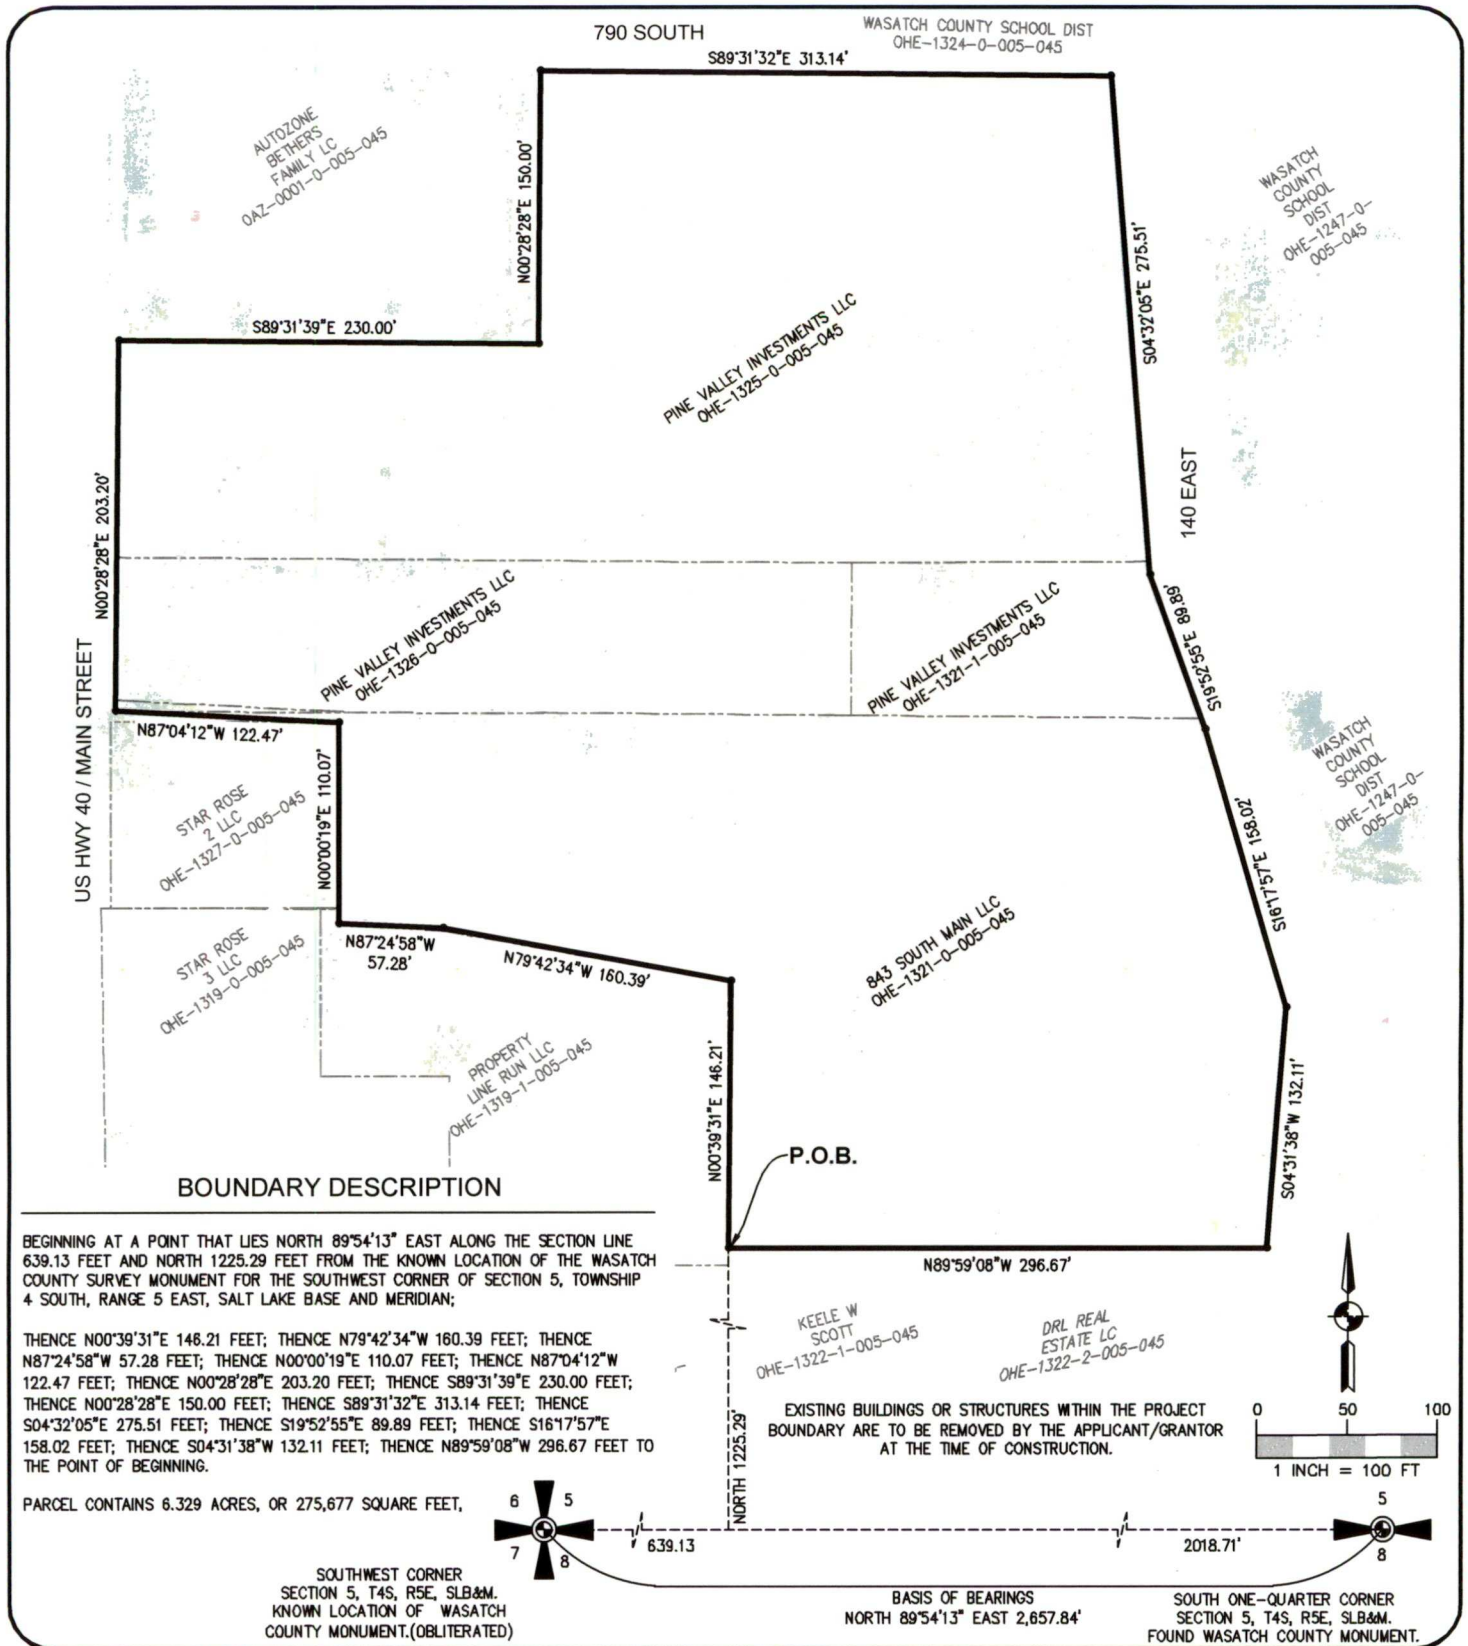 790 SOUTH
WASATCH COUNTY SCHOOL DIST
OHE-1324-0-005-045
S89°31'32"E 313.14'
AUTOZONE
BETHERS
FAMILY LC
0AZ-0001-0-005-045
N00°28'28"E 150.00'
WASATCH
COUNTY
SCHOOL
DIST
OHE-1247-0-
005-045
S04°32'05"E 275.51'
S89°31'39"E 230.00'
PINE VALLEY INVESTMENTS LLC
OHE-1325-0-005-045
N00°28'28"E 203.20'
140 EAST
US HWY 40 / MAIN STREET
PINE VALLEY INVESTMENTS LLC
OHE-1326-0-005-045
PINE VALLEY INVESTMENTS LLC
OHE-1321-1-005-045
S19°52'55"E 89.89'
N87°04'12"W 122.47'
N00°00'19"E 110.07'
STAR ROSE
2 LLC
OHE-1327-0-005-045
WASATCH
COUNTY
SCHOOL
DIST
OHE-1247-0-
005-045
S16°17'57"E 158.02'
STAR ROSE
3 LLC
OHE-1319-0-005-045
N87°24'58"W
57.28'
N79°42'34"W 160.39'
843 SOUTH MAIN LLC
OHE-1321-0-005-045
PROPERTY
LINE RUN LLC
OHE-1319-1-005-045
N00°39'31"E 146.21'
S04°31'38"W 132.11'
P.O.B.
N89°59'08"W 296.67'
BOUNDARY DESCRIPTION
BEGINNING AT A POINT THAT LIES NORTH 89°54'13" EAST ALONG THE SECTION LINE
639.13 FEET AND NORTH 1225.29 FEET FROM THE KNOWN LOCATION OF THE WASATCH
COUNTY SURVEY MONUMENT FOR THE SOUTHWEST CORNER OF SECTION 5, TOWNSHIP
4 SOUTH, RANGE 5 EAST, SALT LAKE BASE AND MERIDIAN;
THENCE N00°39'31"E 146.21 FEET; THENCE N79°42'34"W 160.39 FEET; THENCE
N87°24'58"W 57.28 FEET; THENCE N00°00'19"E 110.07 FEET; THENCE N87°04'12"W
122.47 FEET; THENCE N00°28'28"E 203.20 FEET; THENCE S89°31'39"E 230.00 FEET;
THENCE N00°28'28"E 150.00 FEET; THENCE S89°31'32"E 313.14 FEET; THENCE
S04°32'05"E 275.51 FEET; THENCE S19°52'55"E 89.89 FEET; THENCE S16°17'57"E
158.02 FEET; THENCE S04°31'38"W 132.11 FEET; THENCE N89°59'08"W 296.67 FEET TO
THE POINT OF BEGINNING.
PARCEL CONTAINS 6.329 ACRES, OR 275,677 SQUARE FEET,
KEELE W
SCOTT
OHE-1322-1-005-045
DRL REAL
ESTATE LC
OHE-1322-2-005-045
EXISTING BUILDINGS OR STRUCTURES WITHIN THE PROJECT
BOUNDARY ARE TO BE REMOVED BY THE APPLICANT/GRANTOR
AT THE TIME OF CONSTRUCTION.
0 50 100
1 INCH = 100 FT
NORTH 1225.29'
6 5
7 8
639.13
2018.71'
5
8
SOUTHWEST CORNER
SECTION 5, T4S, R5E, SLB&M.
KNOWN LOCATION OF WASATCH
COUNTY MONUMENT.(OBLITERATED)
BASIS OF BEARINGS
NORTH 89°54'13" EAST 2,657.84'
SOUTH ONE-QUARTER CORNER
SECTION 5, T4S, R5E, SLB&M.
FOUND WASATCH COUNTY MONUMENT.